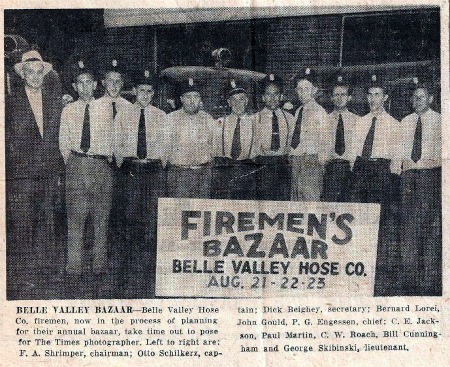 FIREMEN'S
BAZAAR
BELLE VALLEY HOSE CO.
AUG. 21-22-23
BELLE VALLEY BAZAAR—Belle Valley Hose
Co. firemen, now in the process of planning
for their annual bazaar, take time out to pose
for The Times photographer. Left to right are:
F. A. Shrimper, chairman; Otto Schilkerz, cap-
tain; Dick Beighey, secretary; Bernard Lorei,
John Gould, P. G. Engessen, chief; C. E. Jack-
son, Paul Martin, C. W. Roach, Bill Cunning-
ham and George Skibinski, lieutenant.